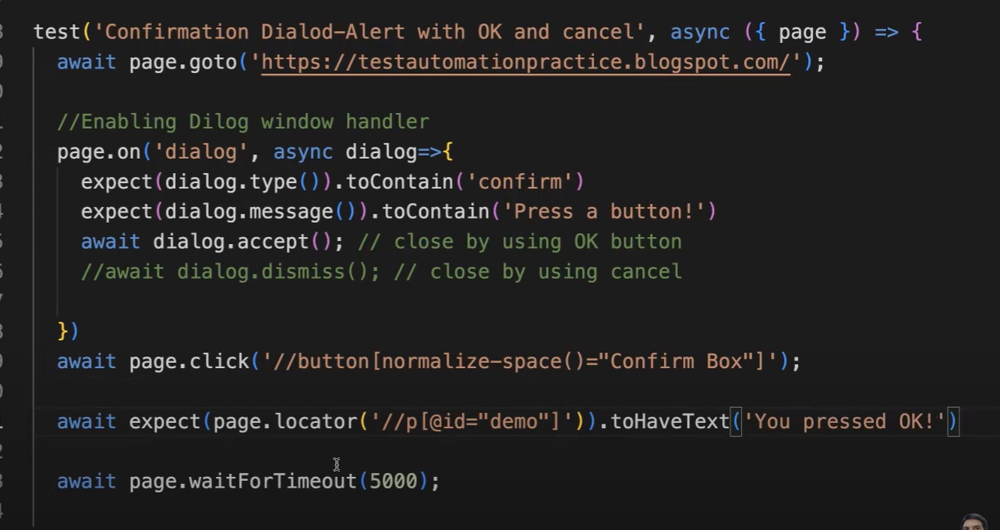 test('Confirmation Dialod-Alert with OK and cancel', async ({ page }) => {
await page.goto('https://testautomationpractice.blogspot.com/');
//Enabling Dilog window handler
page.on('dialog', async dialog=>{
expect(dialog.type()).toContain('confirm')
expect(dialog.message()).toContain('Press a button!')
await dialog.accept(); // close by using OK button
//await dialog.dismiss(); // close by using cancel
})
await page.click('//button[normalize-space()="Confirm Box"]');
await expect(page.locator('//p[@id="demo"]')).toHaveText('You pressed OK!')
await page.waitForTimeout(5000);